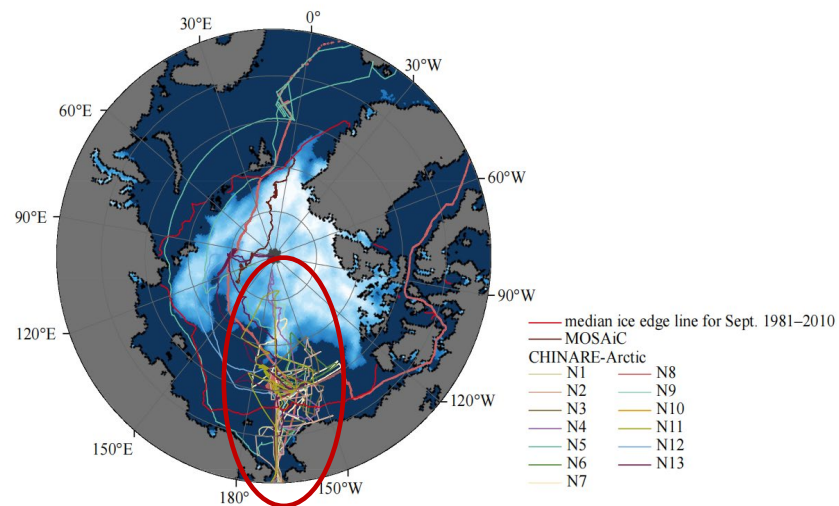 0°
30°E
30°W
60°E
60°W
90°E
90°W
120°E
120°W
150°E
180°
150°W
median ice edge line for Sept. 1981–2010
MOSAiC
CHINARE-Arctic
N1 N8
N2 N9
N3 N10
N4 N11
N5 N12
N6 N13
N7